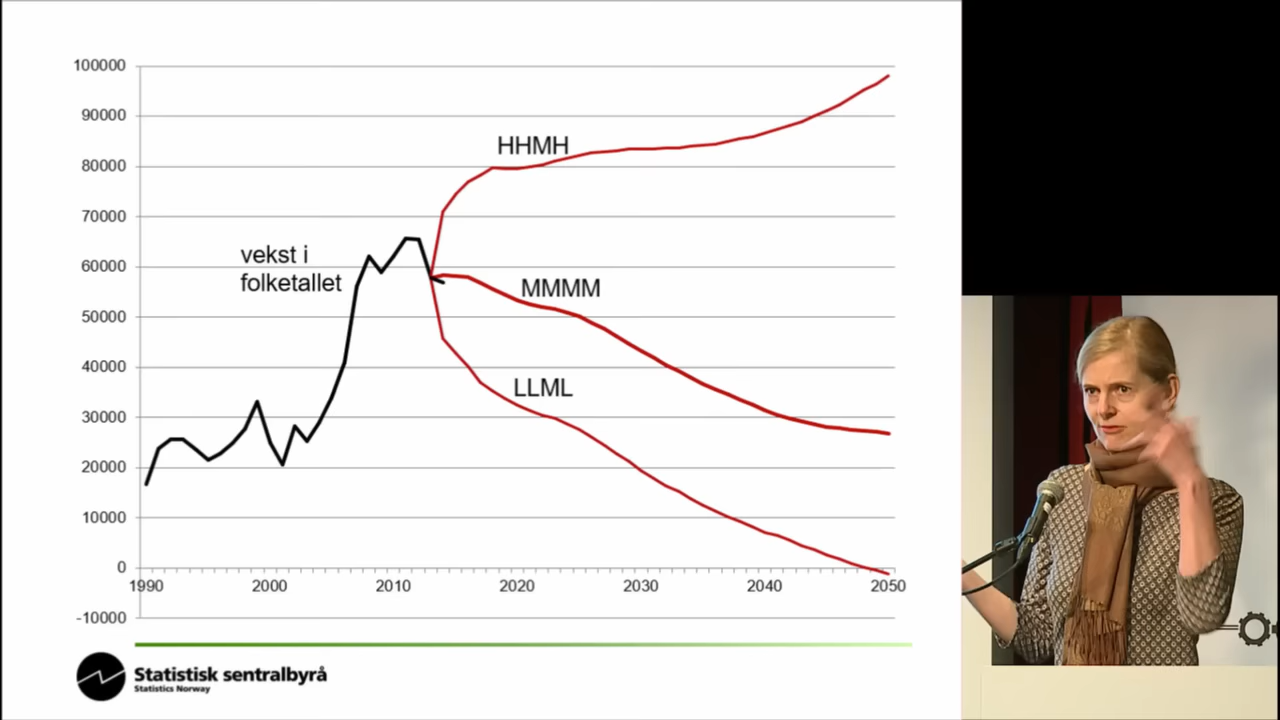 100000
90000
80000
70000
60000
50000
40000
30000
20000
10000
0
-10000
1990 2000 2010 2020 2030 2040 2050
HHMH
vekst i
folketallet
MMMM
LLML
Statistisk sentralbyrå
Statistics Norway